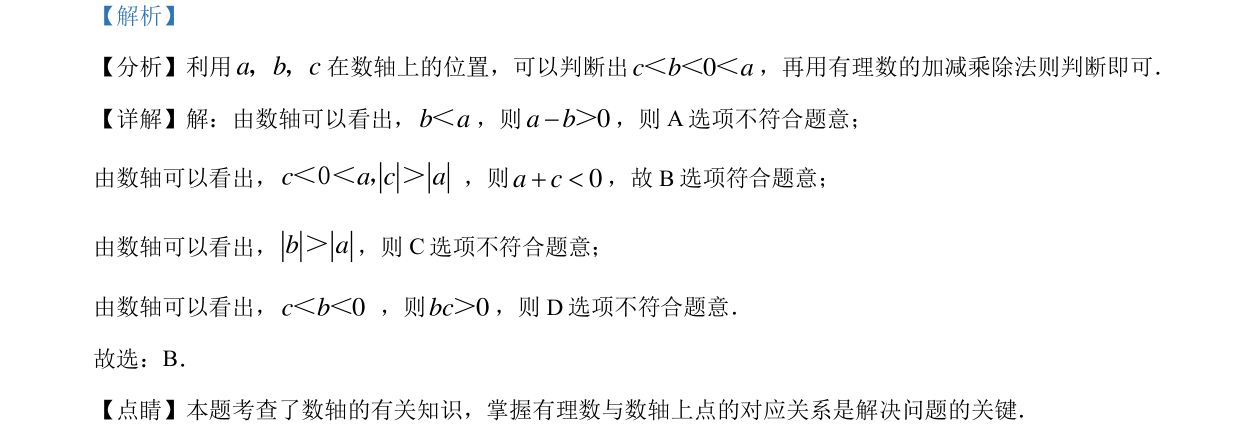 【解析】
【分析】利用a，b，c在数轴上的位置，可以判断出c＜b＜0＜a，再用有理数的加减乘除法则判断即可．
【详解】解：由数轴可以看出，b＜a，则a−b＞0，则 A 选项不符合题意；
由数轴可以看出，c＜0＜a,|c|＞|a|，则a+c<0，故 B 选项符合题意；
由数轴可以看出，|b|＞|a|，则 C 选项不符合题意；
由数轴可以看出，c＜b＜0，则bc＞0，则 D 选项不符合题意．
故选：B．
【点睛】本题考查了数轴的有关知识，掌握有理数与数轴上点的对应关系是解决问题的关键．